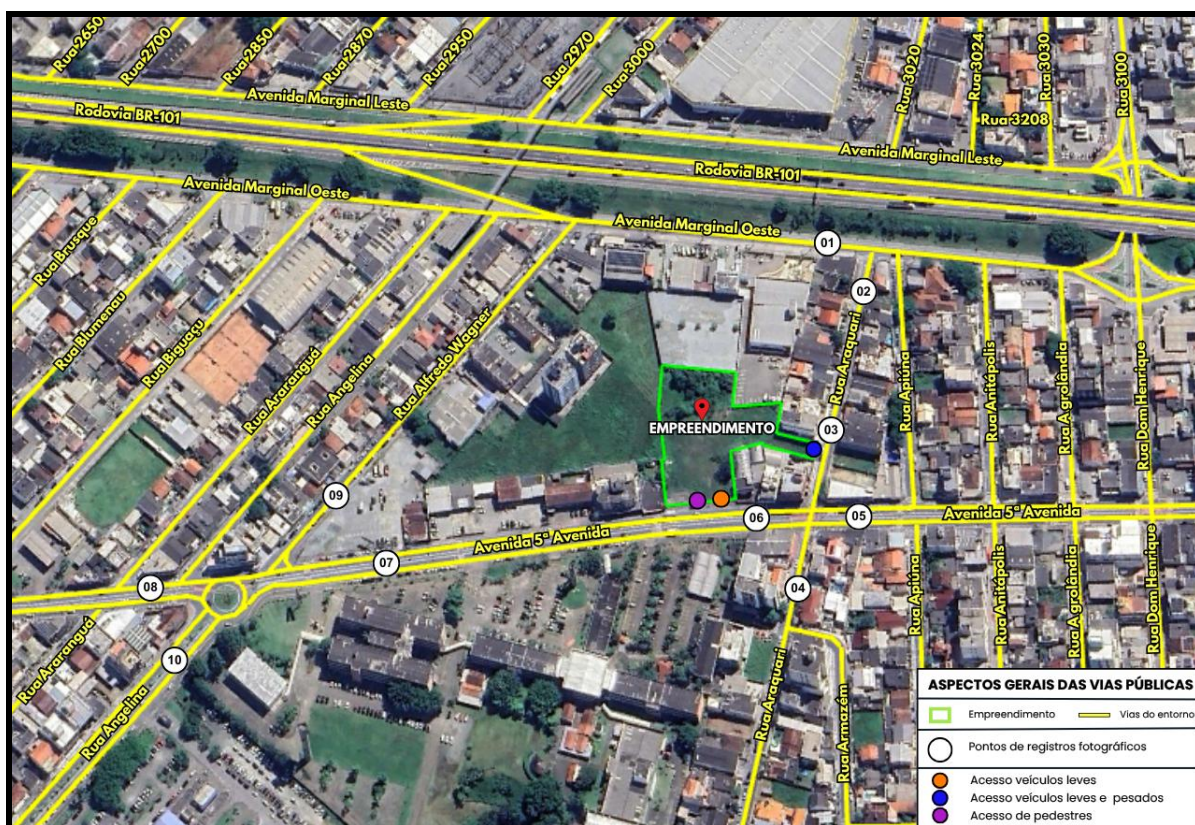 Rua 2650
Rua 2700
Rua 2850
Rua 2870
Rua 2950
Rua 2970
Rua 3000
Rua 3020
Rua 3024
Rua 3030
Rua 3100
Avenida Marginal Leste
Rodovia BR-101
Rua 3208
Avenida Marginal Leste
Rodovia BR-101
Avenida Marginal Oeste
Avenida Marginal Oeste
01
02
Rua Brusque
Rua Blumenau
Rua Biguaçu
Rua Araranguá
Rua Angelina
Rua Alfredo Wagner
Rua Araquari
Rua Apiúna
Rua Anitápolis
Rua A.grolândia
Rua Dom Henrique
EMPREENDIMENTO
03
09
06
05
Avenida 5ª Avenida
Avenida 5ª Avenida
07
08
04
10
Rua Araranguá
Rua Angelina
Rua Araquari
Rua Armazém
Rua Apiúna
Rua Anitápolis
Rua A.grolândia
Rua Dom Henrique
ASPECTOS GERAIS DAS VIAS PÚBLICAS
Empreendimento
Vias do entorno
Pontos de registros fotográficos
Acesso veículos leves
Acesso veículos leves e pesados
Acesso de pedestres